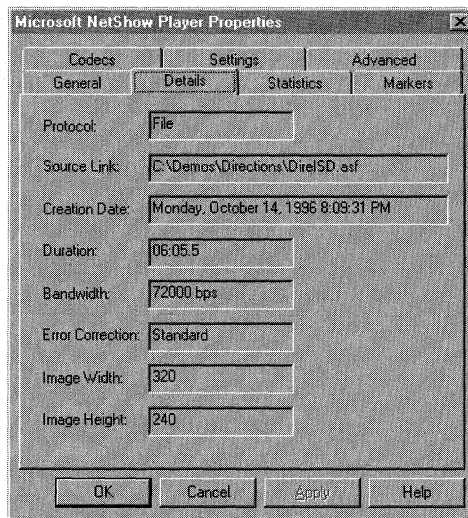 Microsoft NetShow Player Properties
Codecs Settings Advanced
General Details Statistics Markers
Protocol: File
Source Link: C:\Demos\Directions\DireISD.asf
Creation Date: Monday, October 14, 1996 8:09:31 PM
Duration: 06:05.5
Bandwidth: 72000 bps
Error Correction: Standard
Image Width: 320
Image Height: 240
OK Cancel Apply Help